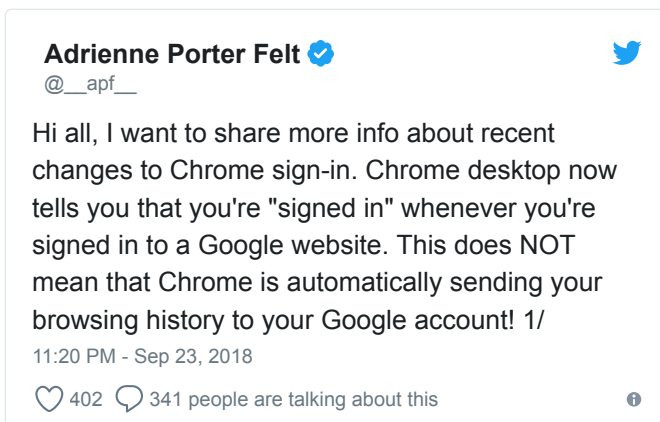 Adrienne Porter Felt
@__apf__
Hi all, I want to share more info about recent
changes to Chrome sign-in. Chrome desktop now
tells you that you're "signed in" whenever you're
signed in to a Google website. This does NOT
mean that Chrome is automatically sending your
browsing history to your Google account! 1/
11:20 PM - Sep 23, 2018
402 341 people are talking about this